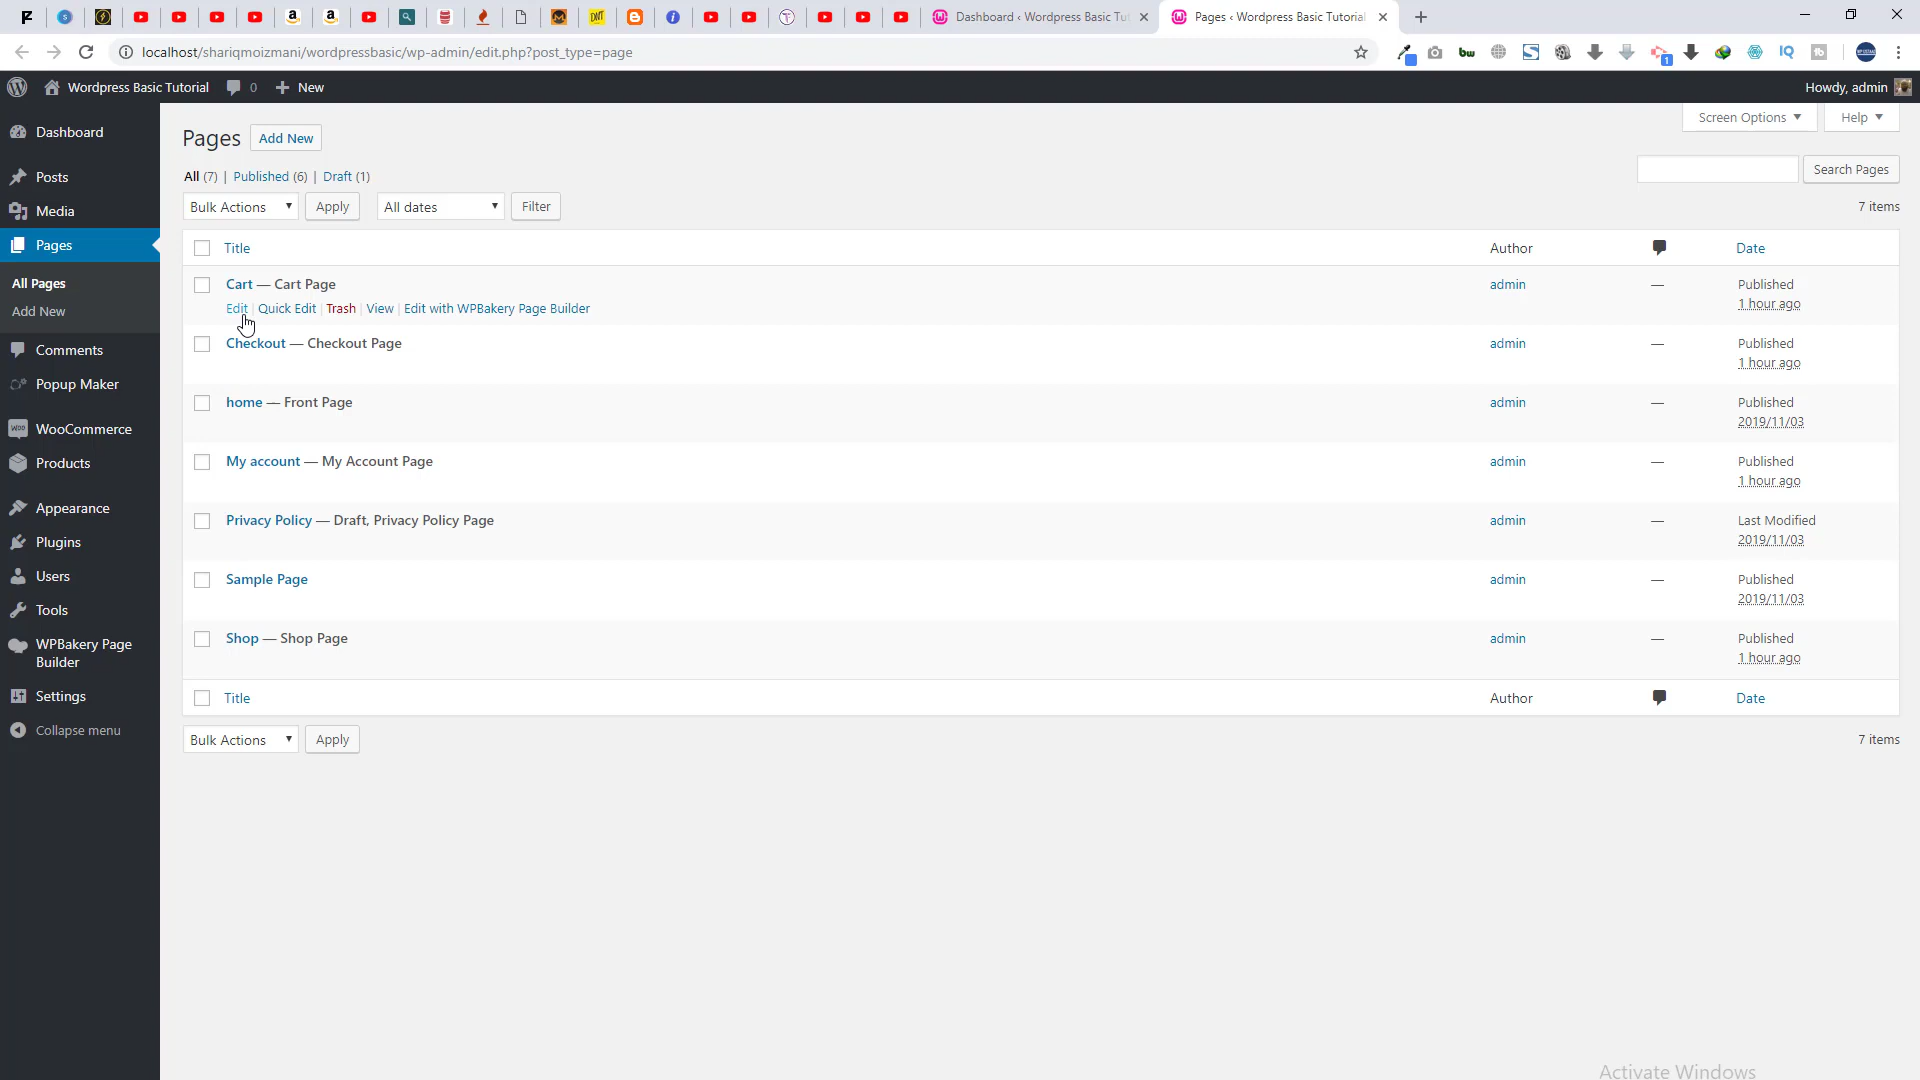 Dashboard ‹ Wordpress Basic Tut
Pages ‹ Wordpress Basic Tutorial
localhost/shariqmoizmani/wordpressbasic/wp-admin/edit.php?post_type=page
Wordpress Basic Tutorial
0
New
Howdy, admin
Dashboard
Posts
Media
Pages
All Pages
Add New
Comments
Popup Maker
WooCommerce
Products
Appearance
Plugins
Users
Tools
WPBakery Page
Builder
Settings
Collapse menu
Screen Options
Help
Pages
Add New
All (7) | Published (6) | Draft (1)
Search Pages
Bulk Actions
Apply
All dates
Filter
7 items
Title
Author
Date
Cart — Cart Page
admin
—
Published
1 hour ago
Edit | Quick Edit | Trash | View | Edit with WPBakery Page Builder
Checkout — Checkout Page
admin
—
Published
1 hour ago
home — Front Page
admin
—
Published
2019/11/03
My account — My Account Page
admin
—
Published
1 hour ago
Privacy Policy — Draft, Privacy Policy Page
admin
—
Last Modified
2019/11/03
Sample Page
admin
—
Published
2019/11/03
Shop — Shop Page
admin
—
Published
1 hour ago
Title
Author
Date
Bulk Actions
Apply
7 items
Activate Windows